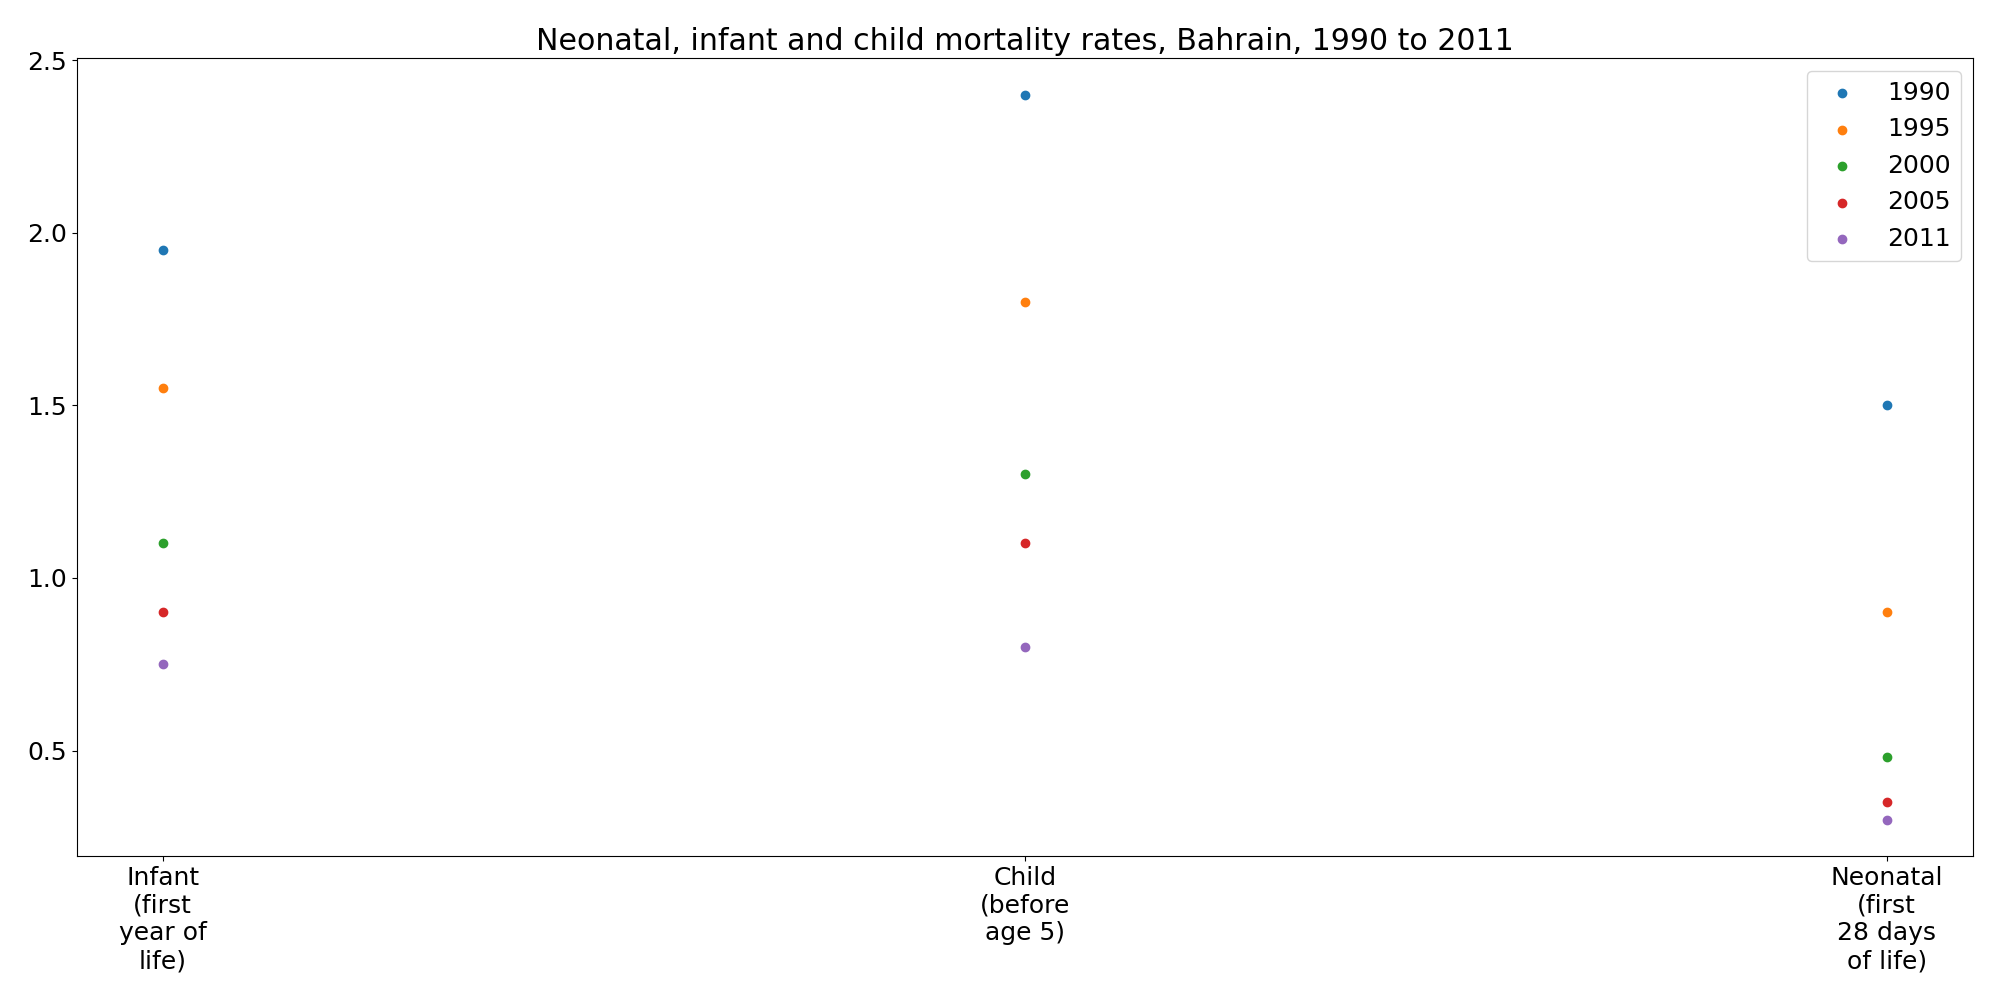 Neonatal, infant and child mortality rates, Bahrain, 1990 to 2011
2.5
2.0
1.5
1.0
0.5
1990
1995
2000
2005
2011
Infant
(first
year of
life)
Child
(before
age 5)
Neonatal
(first
28 days
of life)